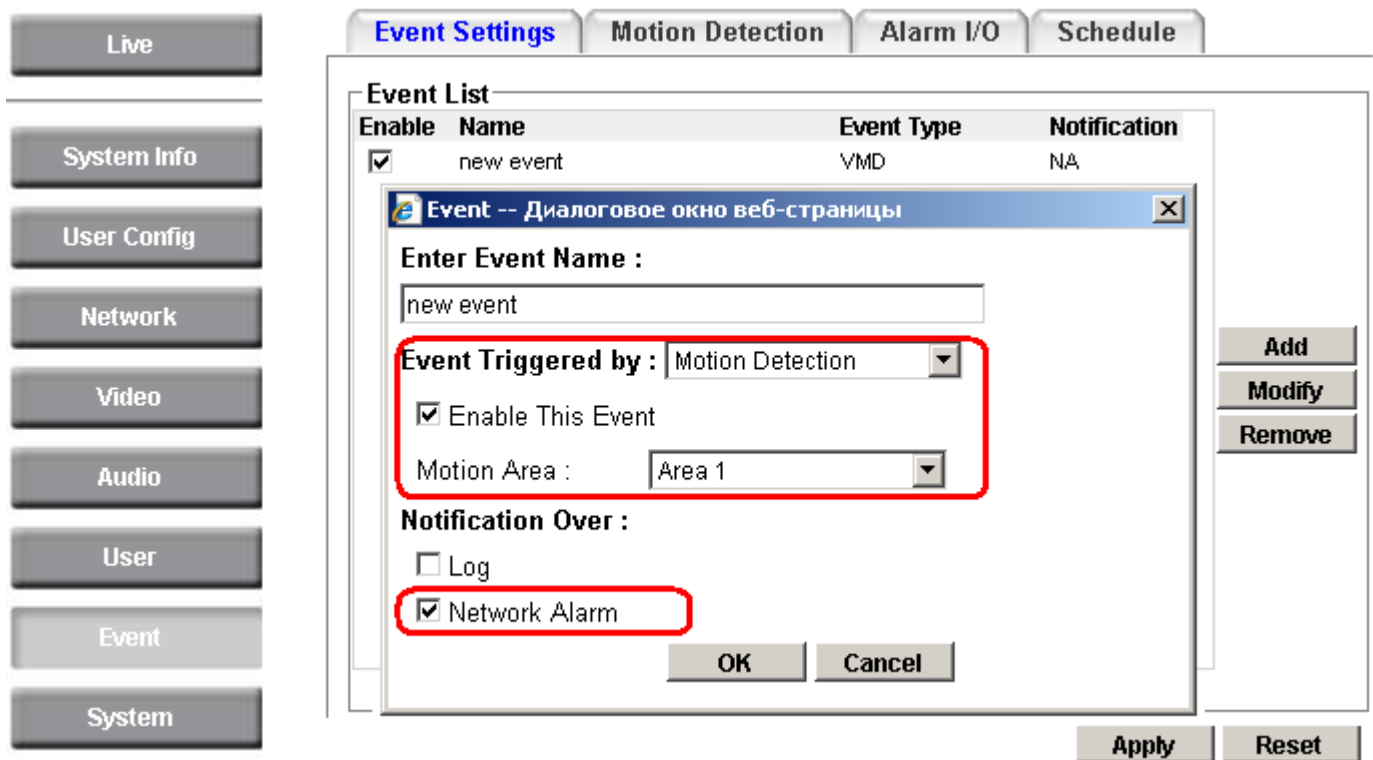 Live
System Info
User Config
Network
Video
Audio
User
Event
System
Event Settings Motion Detection Alarm I/O Schedule
Event List
Enable Name Event Type Notification
new event VMD NA
Event -- Диалоговое окно веб-страницы
Enter Event Name :
new event
Event Triggered by : Motion Detection
Enable This Event
Motion Area : Area 1
Notification Over :
Log
Network Alarm
OK Cancel
Add
Modify
Remove
Apply Reset